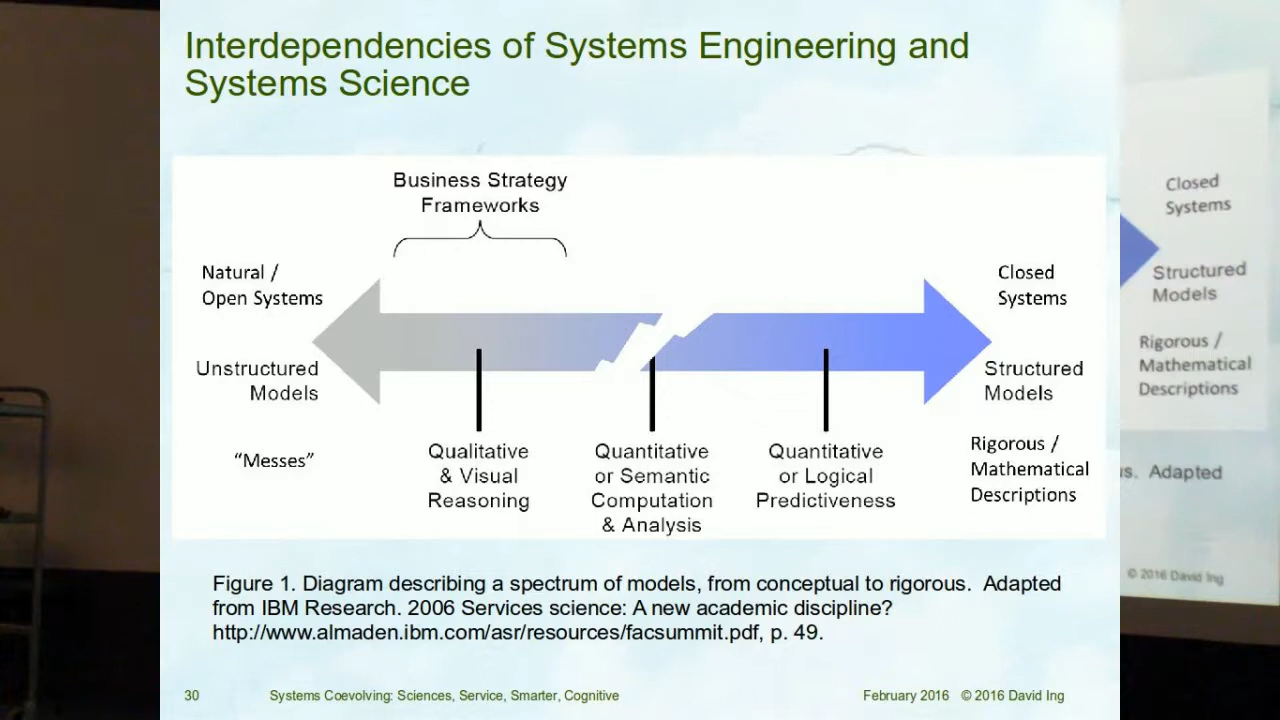 Interdependencies of Systems Engineering and
Systems Science
Business Strategy
Frameworks
Natural /
Open Systems
Closed
Systems
Unstructured
Models
Structured
Models
“Messes”
Qualitative
& Visual
Reasoning
Quantitative
or Semantic
Computation
& Analysis
Quantitative
or Logical
Predictiveness
Rigorous /
Mathematical
Descriptions
Figure 1. Diagram describing a spectrum of models, from conceptual to rigorous.  Adapted
from IBM Research. 2006 Services science: A new academic discipline?
http://www.almaden.ibm.com/asr/resources/facsummit.pdf, p. 49.
30
Systems Coevolving: Sciences, Service, Smarter, Cognitive
February 2016   © 2016 David Ing
Closed
Systems
Structured
Models
Rigorous /
Mathematical
Descriptions
Adapted
© 2016 David Ing